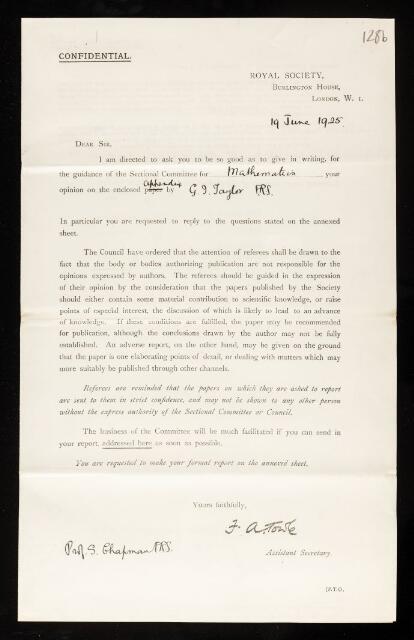 128b
CONFIDENTIAL.
ROYAL SOCIETY,
BURLINGTON HOUSE,
LONDON, W. 1.
19 June 1925.
DEAR SIR,
I am directed to ask you to be so good as to give in writing, for
the guidance of the Sectional Committee for Mathematics your
opinion on the enclosed paper Appendix by G. I. Taylor FRS.
In particular you are requested to reply to the questions stated on the annexed
sheet.
The Council have ordered that the attention of referees shall be drawn to the
fact that the body or bodies authorizing publication are not responsible for the
opinions expressed by authors. The referees should be guided in the expression
of their opinion by the consideration that the papers published by the Society
should either contain some material contribution to scientific knowledge, or raise
points of especial interest, the discussion of which is likely to lead to an advance
of knowledge. If these conditions are fulfilled, the paper may be recommended
for publication, although the conclusions drawn by the author may not be fully
established. An adverse report, on the other hand, may be given on the ground
that the paper is one elaborating points of detail, or dealing with matters which may
more suitably be published through other channels.
Referees are reminded that the papers on which they are asked to report
are sent to them in strict confidence, and may not be shown to any other person
without the express authority of the Sectional Committee or Council.
The business of the Committee will be much facilitated if you can send in
your report, addressed here as soon as possible.
You are requested to make your formal report on the annexed sheet.
Yours faithfully,
F. A. Towle
Assistant Secretary.
Prof. S. Chapman FRS.
[P.T.O.